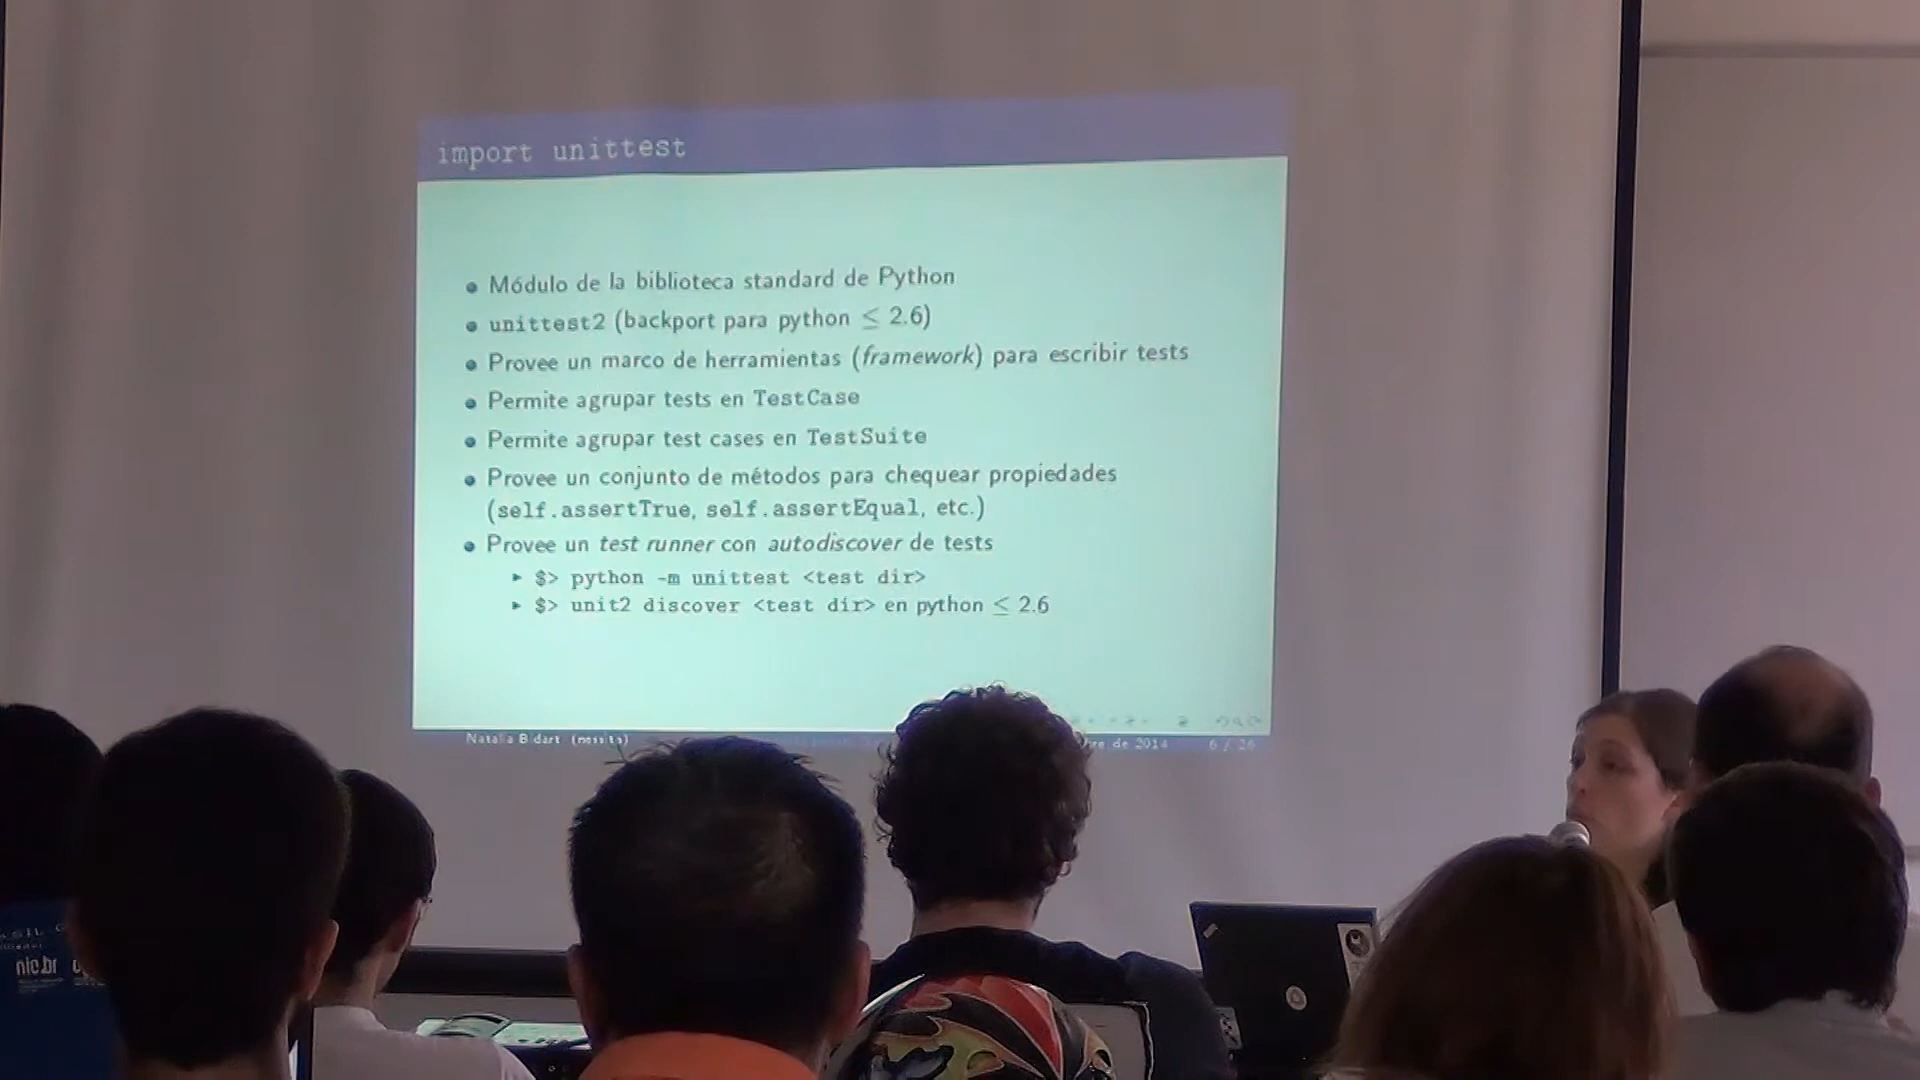 import unittest
Módulo de la biblioteca standard de Python
unittest2 (backport para python ≤ 2.6)
Provee un marco de herramientas (framework) para escribir tests
Permite agrupar tests en TestCase
Permite agrupar test cases en TestSuite
Provee un conjunto de métodos para chequear propiedades
(self.assertTrue, self.assertEqual, etc.)
Provee un test runner con autodiscover de tests
$> python -m unittest <test dir>
$> unit2 discover <test dir> en python ≤ 2.6
Natalia Bidart (nessita)
de 2014
6 / 26
nic.br